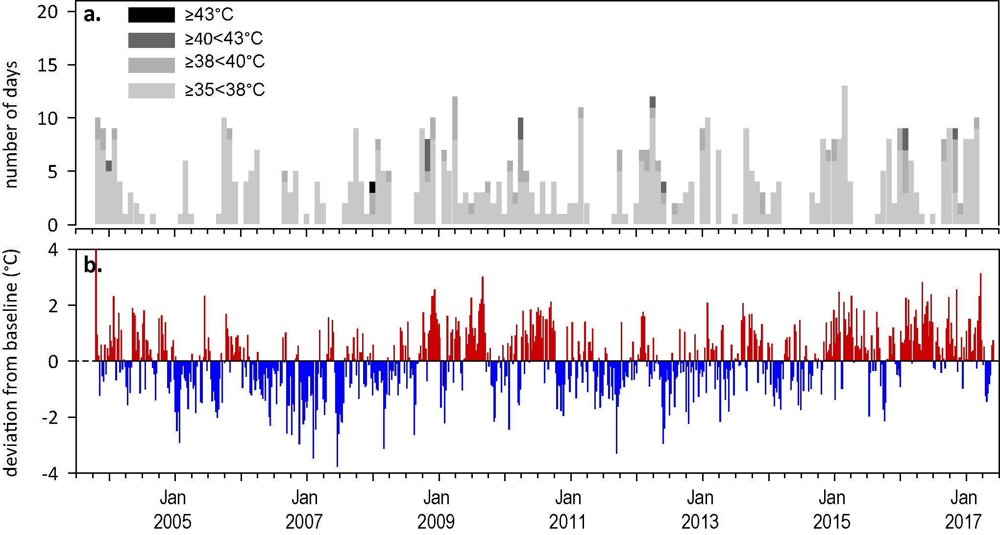 a.
≥43°C
≥40<43°C
≥38<40°C
≥35<38°C
number of days
20
15
10
5
0
b.
deviation from baseline (°C)
4
2
0
-2
-4
Jan 2005
Jan 2007
Jan 2009
Jan 2011
Jan 2013
Jan 2015
Jan 2017